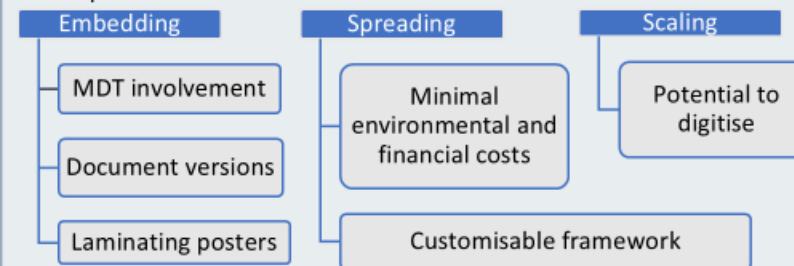 Embedding
MDT involvement
Document versions
Laminating posters
Spreading
Minimal
environmental and
financial costs
Customisable framework
Scaling
Potential to
digitise